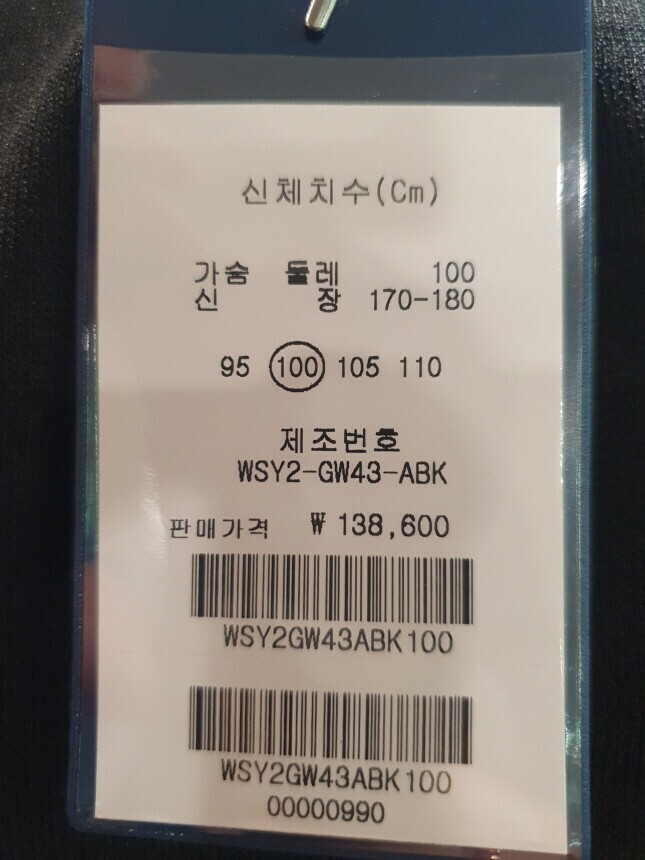 신체치수(Cm)
가슴 둘레 100
신 장 170-180
95 100 105 110
제조번호
WSY2-GW43-ABK
판매가격 ₩ 138,600
WSY2GW43ABK100
WSY2GW43ABK100
00000990